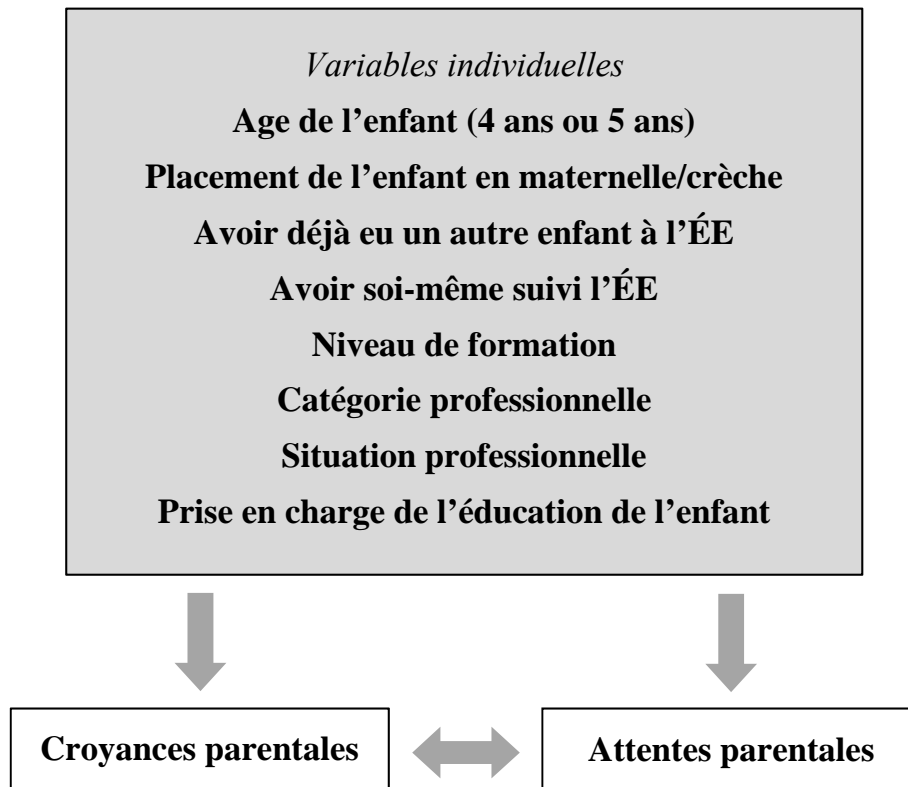 Variables individuelles
Age de l’enfant (4 ans ou 5 ans)
Placement de l’enfant en maternelle/crèche
Avoir déjà eu un autre enfant à l’ÉE
Avoir soi-même suivi l’ÉE
Niveau de formation
Catégorie professionnelle
Situation professionnelle
Prise en charge de l’éducation de l’enfant
Croyances parentales
Attentes parentales